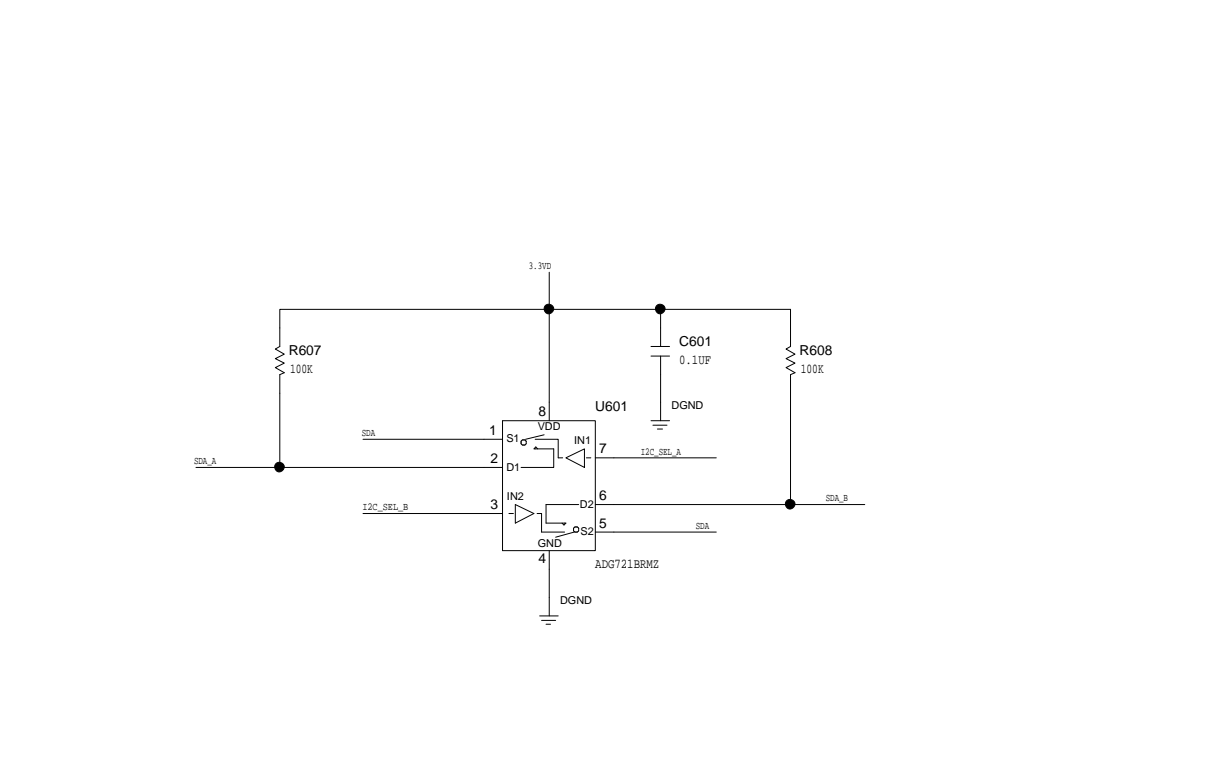 3.3VD
C601
0.1UF
R607
100K
R608
100K
DGND
U601
8
VDD
1
SDA
S1
IN1
7
I2C_SEL_A
2
SDA_A
D1
IN2
3
I2C_SEL_B
6
D2
SDA_B
5
S2
SDA
GND
4
ADG721BRMZ
DGND